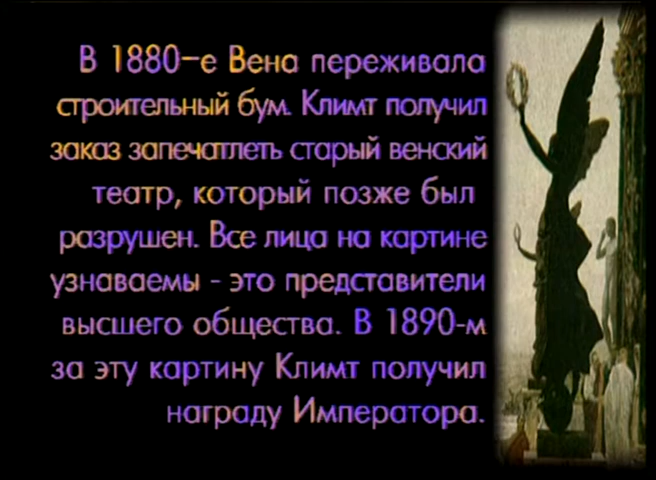 В 1880-е Вена переживала
строительный бум. Климт получил
заказ запечатлеть старый венский
театр, который позже был
разрушен. Все лица на картине
узнаваемы - это представители
высшего общества. В 1890-м
за эту картину Климт получил
награду Императора.